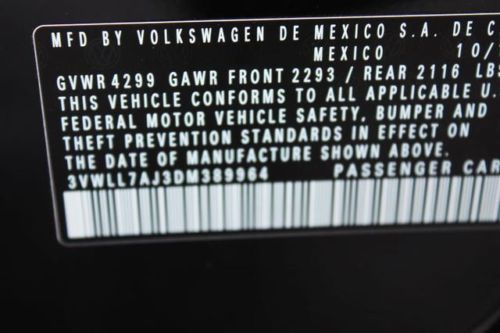 MFD BY VOLKSWAGEN DE MEXICO S.A. DE C
MEXICO 10/
GVWR 4299 GAWR FRONT 2293 / REAR 2116 LBS
THIS VEHICLE CONFORMS TO ALL APPLICABLE U.
FEDERAL MOTOR VEHICLE SAFETY, BUMPER AND
THEFT PREVENTION STANDARDS IN EFFECT ON
THE DATE OF MANUFACTURE SHOWN ABOVE.
3VWLL7AJ3DM389964 PASSENGER CAR